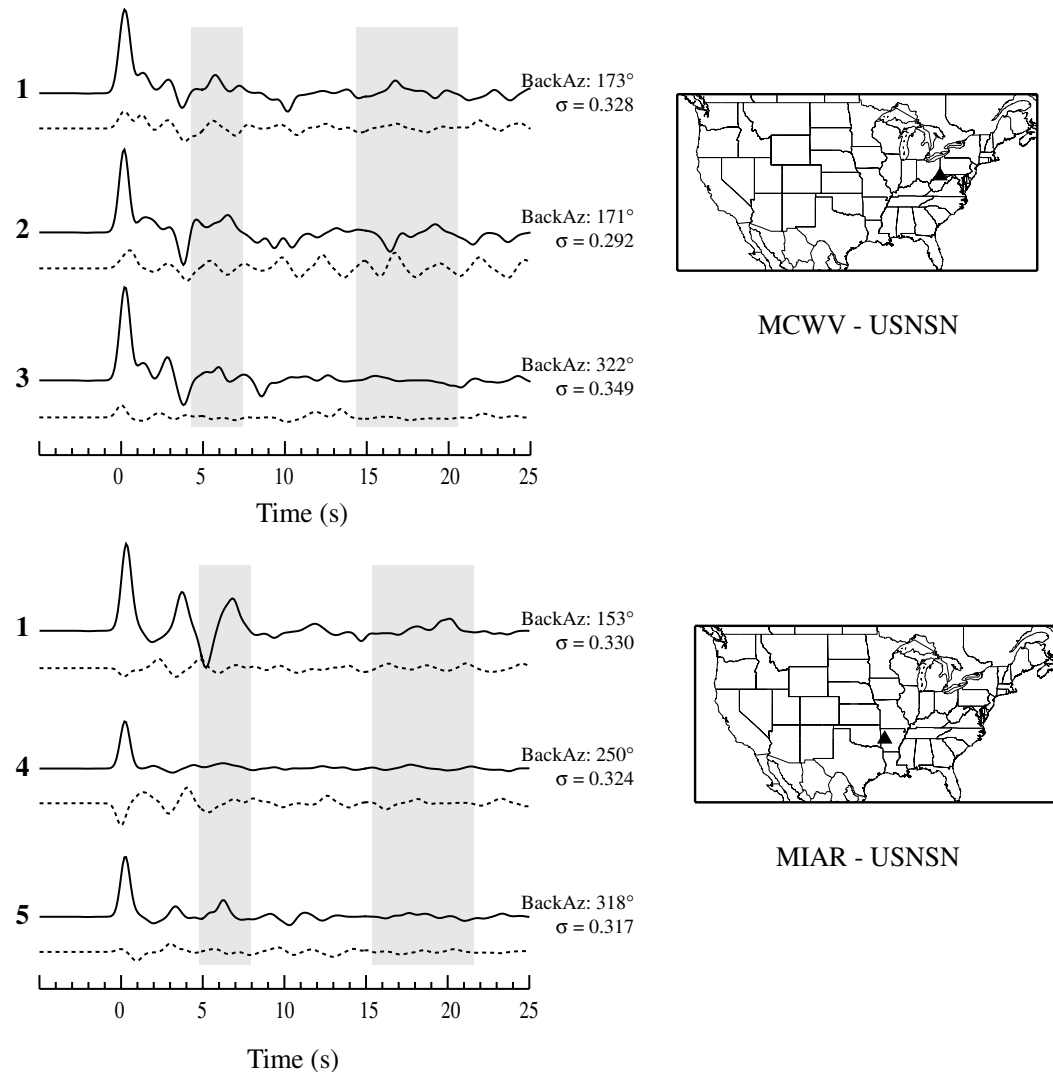 1
BackAz: 173°
σ = 0.328
2
BackAz: 171°
σ = 0.292
3
BackAz: 322°
σ = 0.349
0 5 10 15 20 25
Time (s)
MCWV - USNSN
1
BackAz: 153°
σ = 0.330
4
BackAz: 250°
σ = 0.324
5
BackAz: 318°
σ = 0.317
0 5 10 15 20 25
Time (s)
MIAR - USNSN